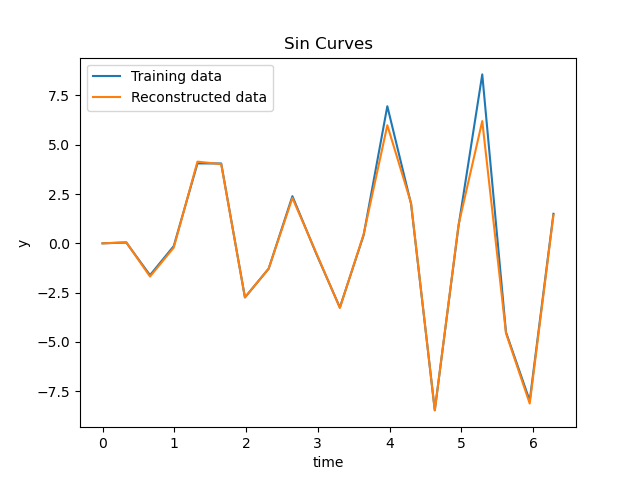 Sin Curves
Training data
Reconstructed data
7.5
5.0
2.5
0.0
−2.5
−5.0
−7.5
y
0 1 2 3 4 5 6
time